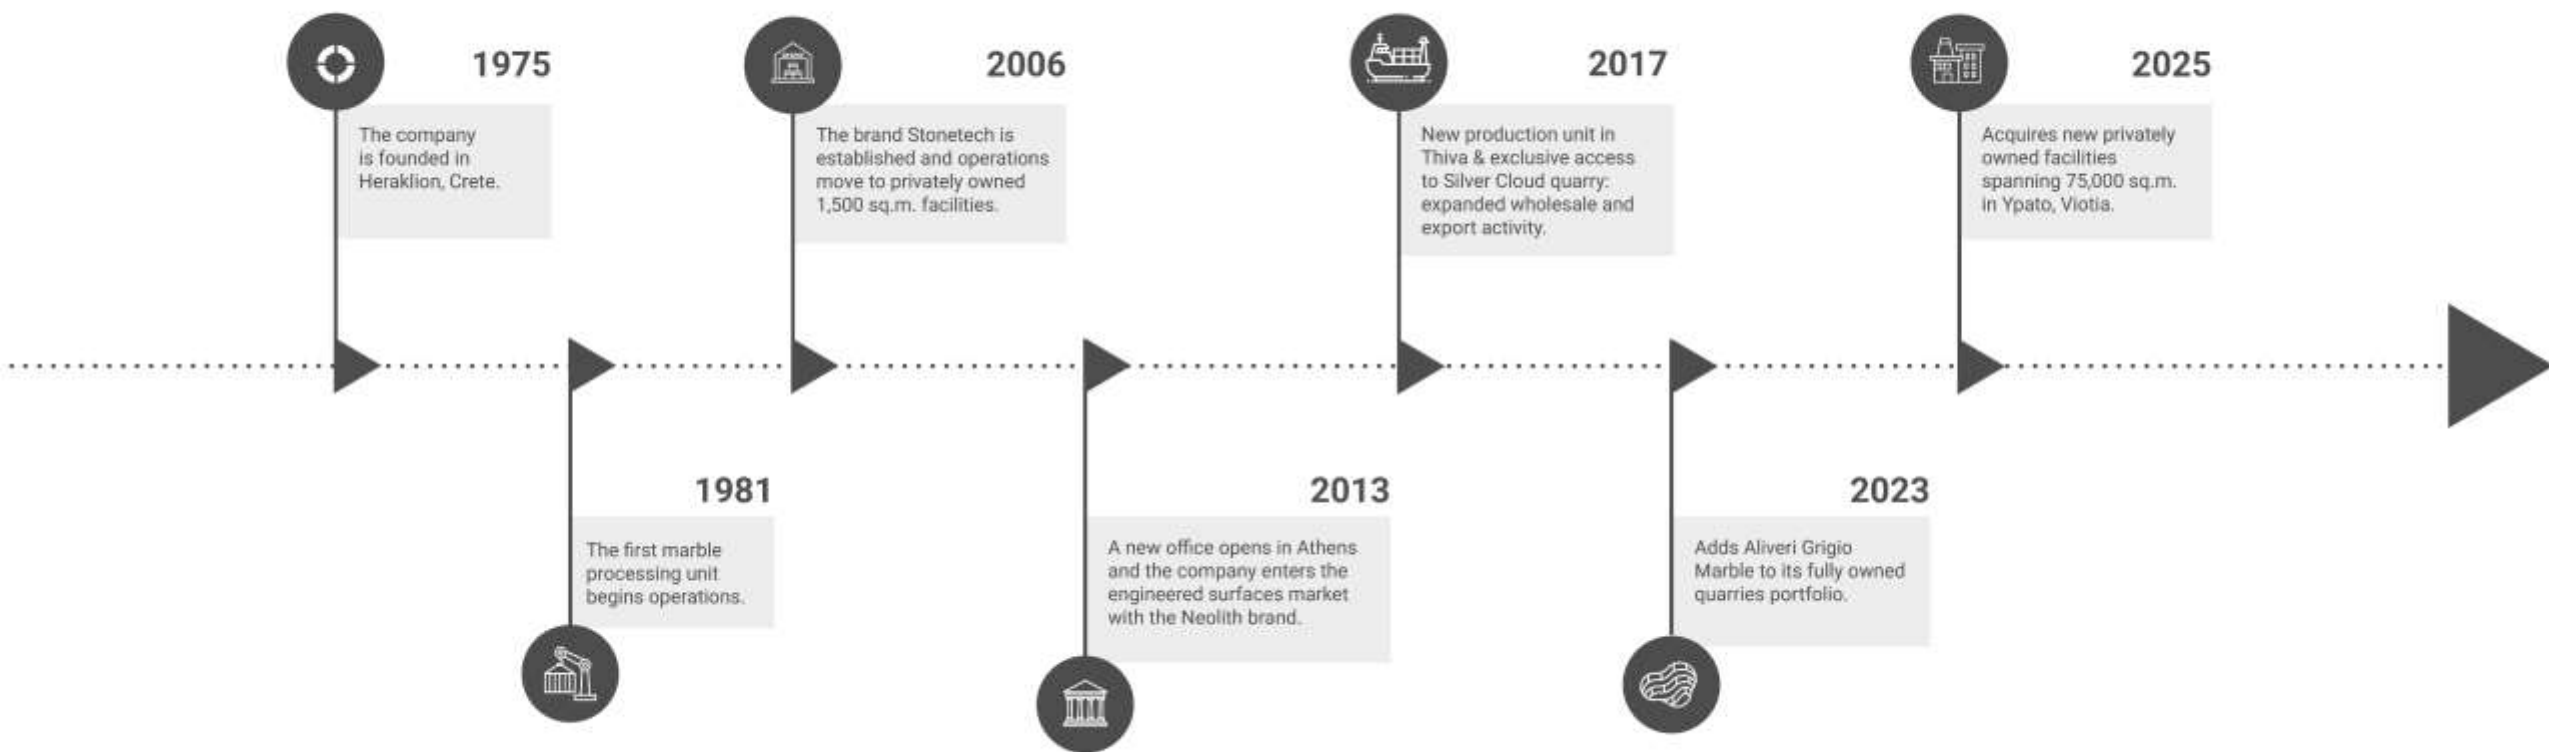 1975
The company
is founded in
Heraklion, Crete.
1981
The first marble
processing unit
begins operations.
2006
The brand Stonetech is
established and operations
move to privately owned
1,500 sq.m. facilities.
2013
A new office opens in Athens
and the company enters the
engineered surfaces market
with the Neolith brand.
2017
New production unit in
Thiva & exclusive access
to Silver Cloud quarry:
expanded wholesale and
export activity.
2023
Adds Aliveri Grigio
Marble to its fully owned
quarries portfolio.
2025
Acquires new privately
owned facilities
spanning 75,000 sq.m.
in Ypato, Viotia.